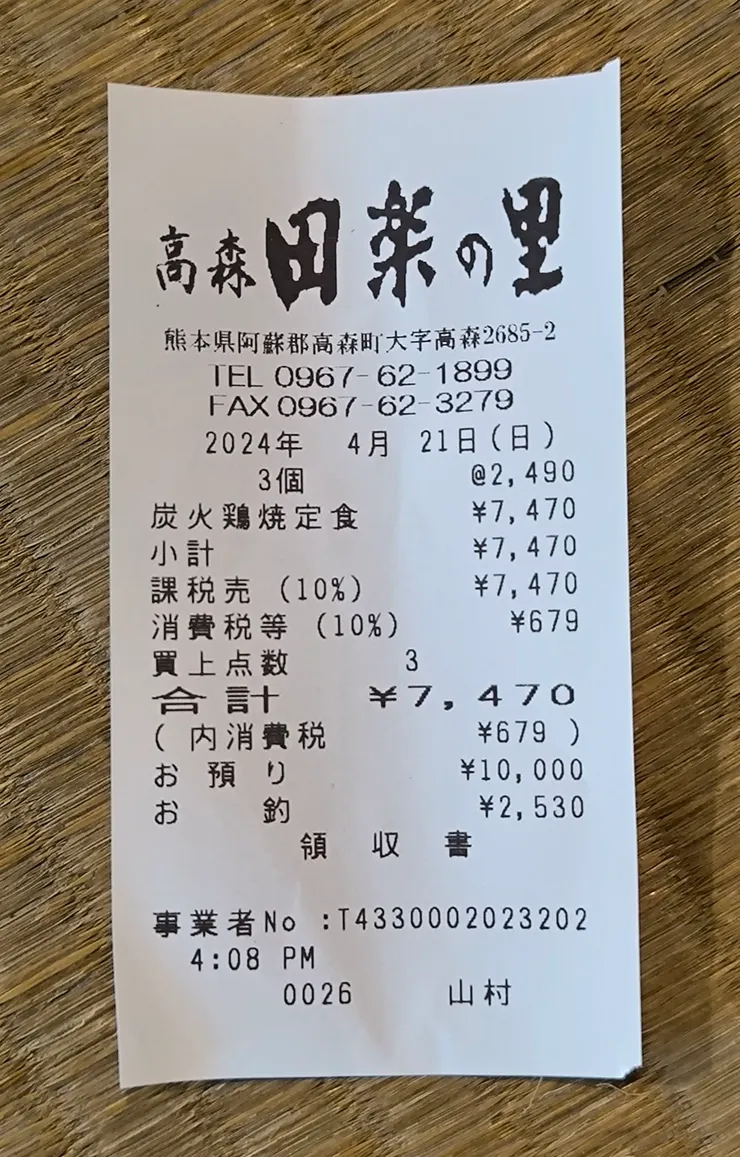 高森田楽の里
熊本県阿蘇郡高森町大字高森2685-2
TEL 0967-62-1899
FAX 0967-62-3279
2024年 4月 21日(日)
3個 @2,490
炭火鶏焼定食 ¥7,470
小計 ¥7,470
課税売 (10%) ¥7,470
消費税等 (10%) ¥679
買上点数 3
合計 ¥7,470
( 内消費税 ¥679 )
お預り ¥10,000
お釣 ¥2,530
領収書
事業者No :T4330002023202
4:08 PM
0026 山村